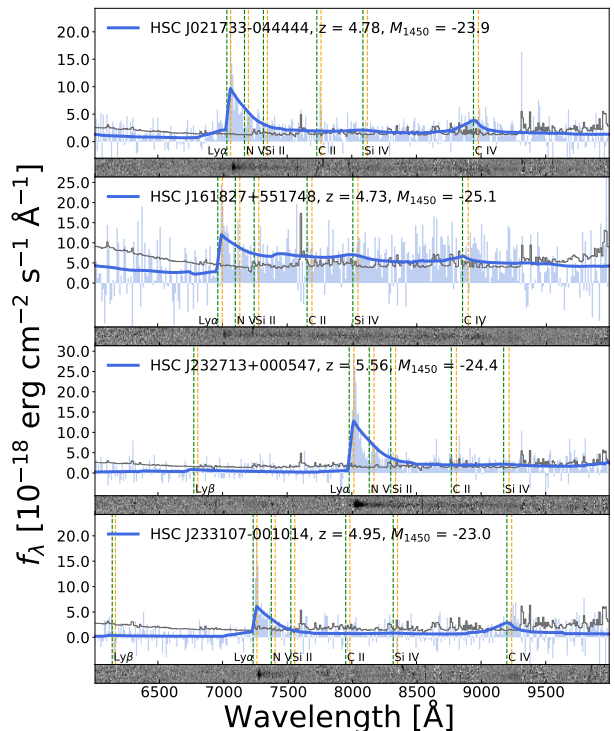 HSC J021733-044444, z = 4.78, M1450 = -23.9
20.0
15.0
10.0
5.0
0.0
Lyα N V Si II C II Si IV C IV
HSC J161827+551748, z = 4.73, M1450 = -25.1
25.0
20.0
15.0
10.0
5.0
0.0
Lyα N V Si II C II Si IV C IV
HSC J232713+000547, z = 5.56, M1450 = -24.4
30.0
25.0
20.0
15.0
10.0
5.0
0.0
Lyβ Lyα N V Si II C II Si IV
HSC J233107-001014, z = 4.95, M1450 = -23.0
20.0
15.0
10.0
5.0
0.0
Lyβ Lyα N V Si II C II Si IV C IV
6500 7000 7500 8000 8500 9000 9500
Wavelength [Å]
fλ [10−18 erg cm−2 s−1 Å−1]